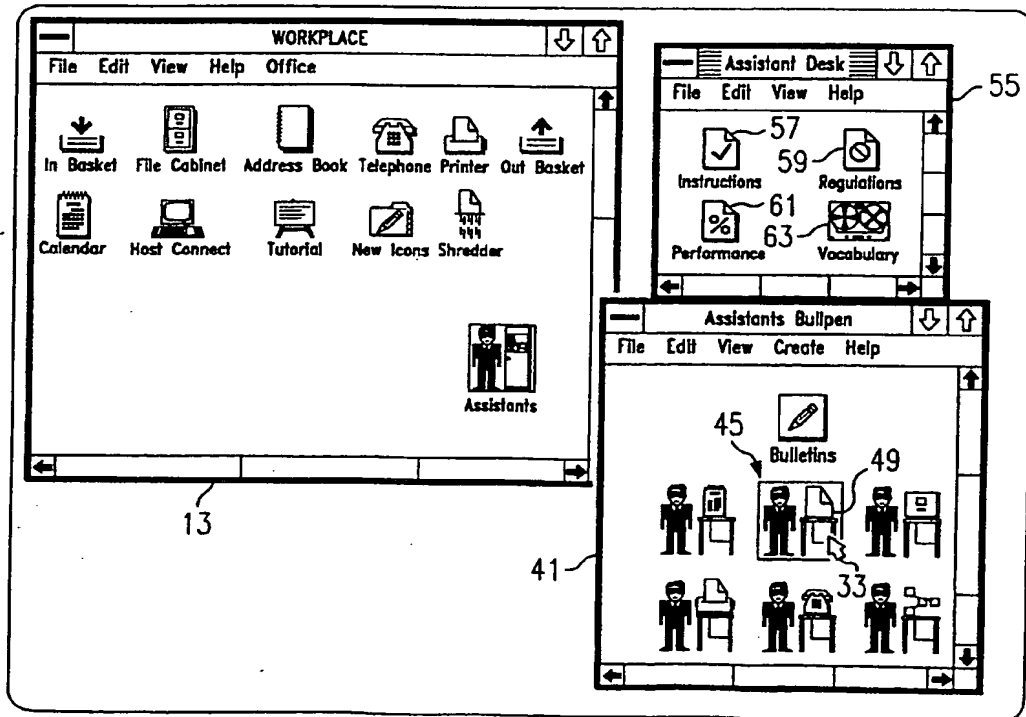 WORKPLACE
File Edit View Help Office
In Basket File Cabinet Address Book Telephone Printer Out Basket
Calendar Host Connect Tutorial New Icons Shredder
Assistants
13
Assistant Desk
File Edit View Help
55
57
59
Instructions Regulations
61
63
Performance Vocabulary
Assistants Bullpen
File Edit View Create Help
Bulletins
45
49
41
33